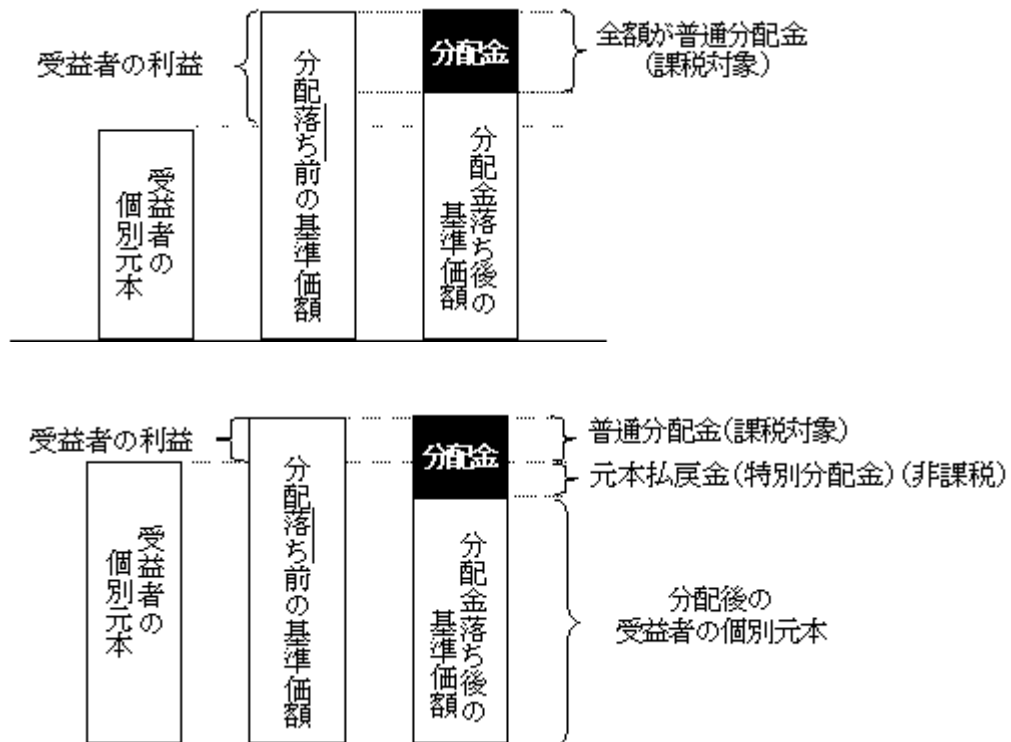 受益者の利益
分配落ち前の基準価額
分配金
全額が普通分配金
(課税対象)
受益者の
個別元本
分配金落ち後の
基準価額
受益者の利益
分配落ち前の基準価額
分配金
普通分配金(課税対象)
元本払戻金(特別分配金)(非課税)
受益者の
個別元本
分配金落ち後の
基準価額
分配後の
受益者の個別元本